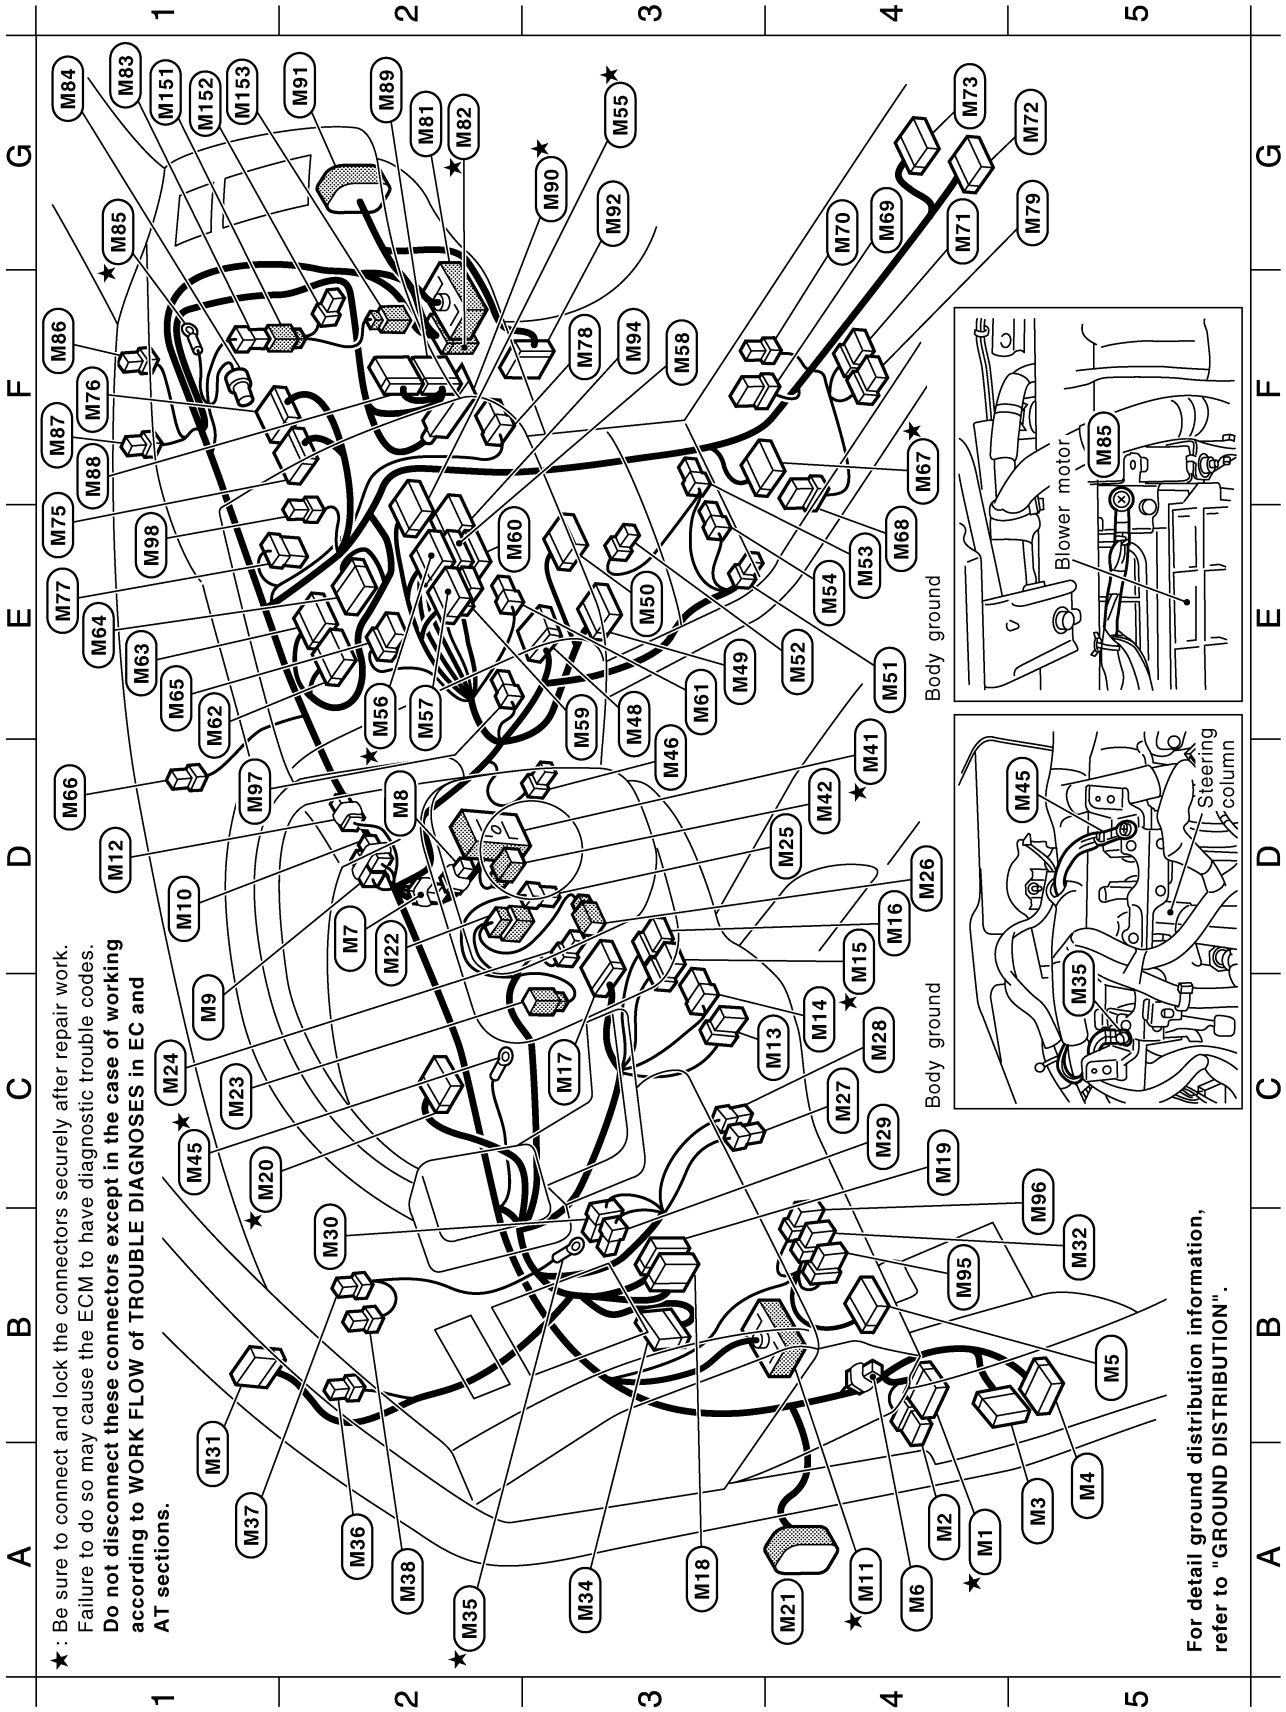 ★: Be sure to connect and lock the connectors securely after repair work.
Failure to do so may cause the ECM to have diagnostic trouble codes.
Do not disconnect these connectors except in the case of working
according to WORK FLOW of TROUBLE DIAGNOSES in EC and
AT sections.
A B C D E F G
1
2
3
4
5
M31
M37
M36
M38
★ M35
M34
M18
M21
★ M11
M6
M2
★ M1
M3
M4
M5
M95
M32
M96
M19
M29
M27
M28
★ M14
M13
M15
M16
M26
M25
M42
★ M41
M46
M30
★ M20
★ M45
M23
M24
M17
M9
M22
M7
M10
M12
M8
M66
M97
★ M56
M57
M59
M48
M61
M49
M52
M51
M62
M65
M63
M64
M77
M98
M75
M88
M87
M76
M86
★ M85
M84
M83
M151
M152
M153
M91
M89
M81
★ M82
★ M55
★ M90
M92
M78
M94
M58
M60
M50
M54
M53
M68
★ M67
M70
M69
M71
M79
M72
M73
Body ground
M35
M45
Steering
column
Body ground
Blower motor
M85
For detail ground distribution information,
refer to "GROUND DISTRIBUTION".
A B C D E F G
1
2
3
4
5